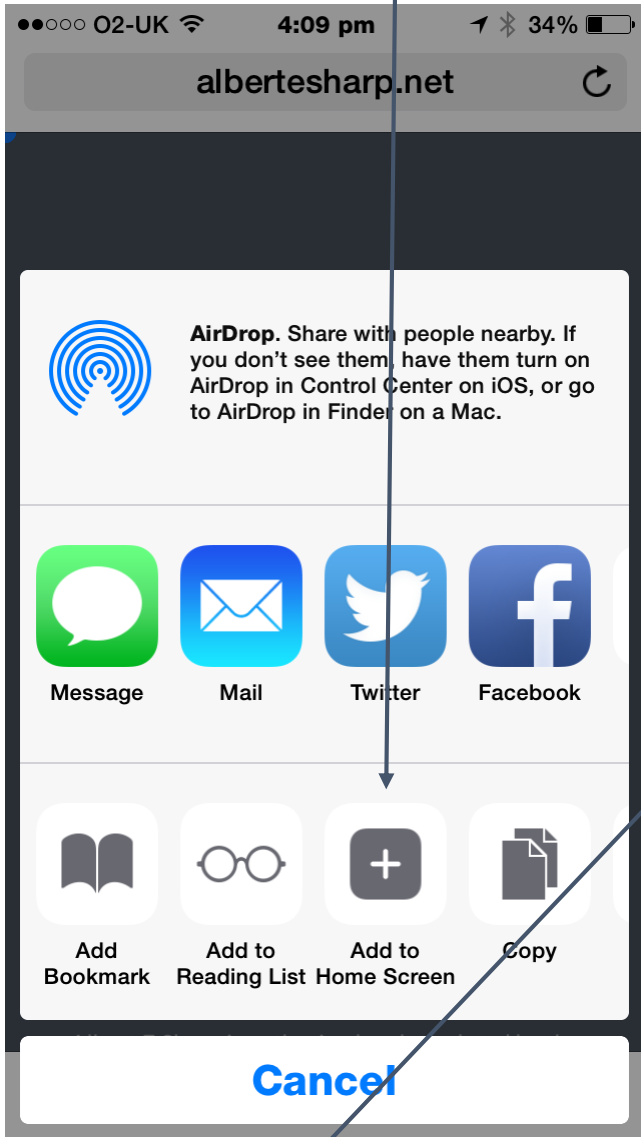 O2-UK 4:09 pm 34%
albertesharp.net
AirDrop. Share with people nearby. If
you don't see them, have them turn on
AirDrop in Control Center on iOS, or go
to AirDrop in Finder on a Mac.
Message Mail Twitter Facebook
Add Add to Add to Copy
Bookmark Reading List Home Screen
Cancel